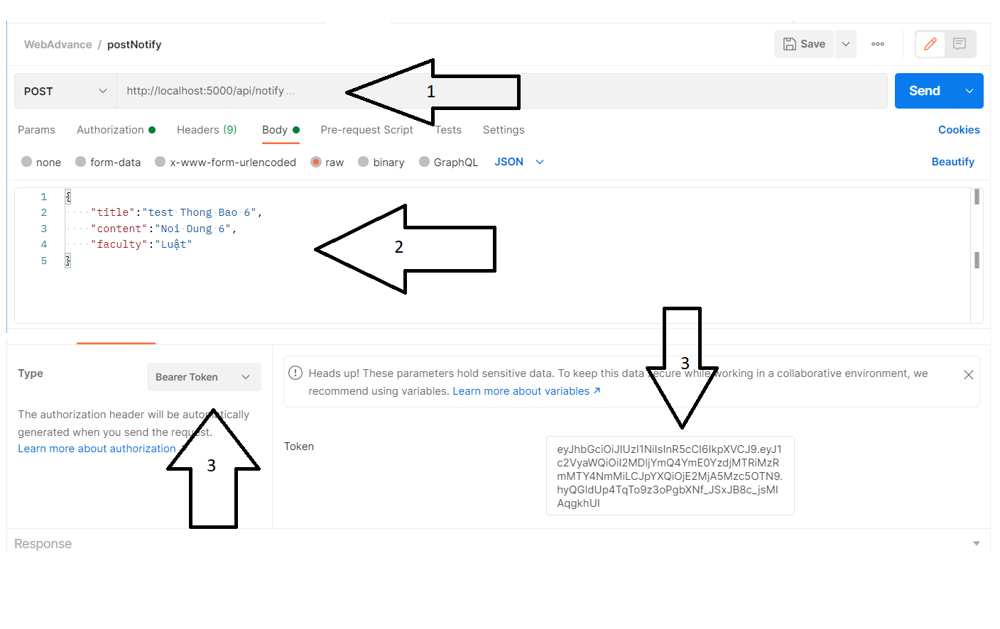 WebAdvance / postNotify
Save
POST
http://localhost:5000/api/notify ...
1
Send
Params Authorization Headers (9) Body Pre-request Script Tests Settings Cookies
none form-data x-www-form-urlencoded raw binary GraphQL JSON Beautify
1 {
2 "title":"test Thong Bao 6",
3 "content":"Noi Dung 6",
4 "faculty":"Luật"
5 }
2
3
Type Bearer Token
The authorization header will be automatically
generated when you send the request.
Learn more about authorization
3
Heads up! These parameters hold sensitive data. To keep this data secure while working in a collaborative environment, we
recommend using variables. Learn more about variables ↗
Token
eyJhbGciOiJIUzI1NiIsInR5cCI6IkpXVCJ9.eyJ1
c2VyaWQiOiI2MDljYmQ4YmE0YzdjMTRiMzR
mMTY4NmMiLCJpYXQiOjE2MjA5Mzc5OTN9.
hyQGldUp4TqTo9z3oPgbXNf_JSxJB8c_jsMI
AqgkhUI
Response